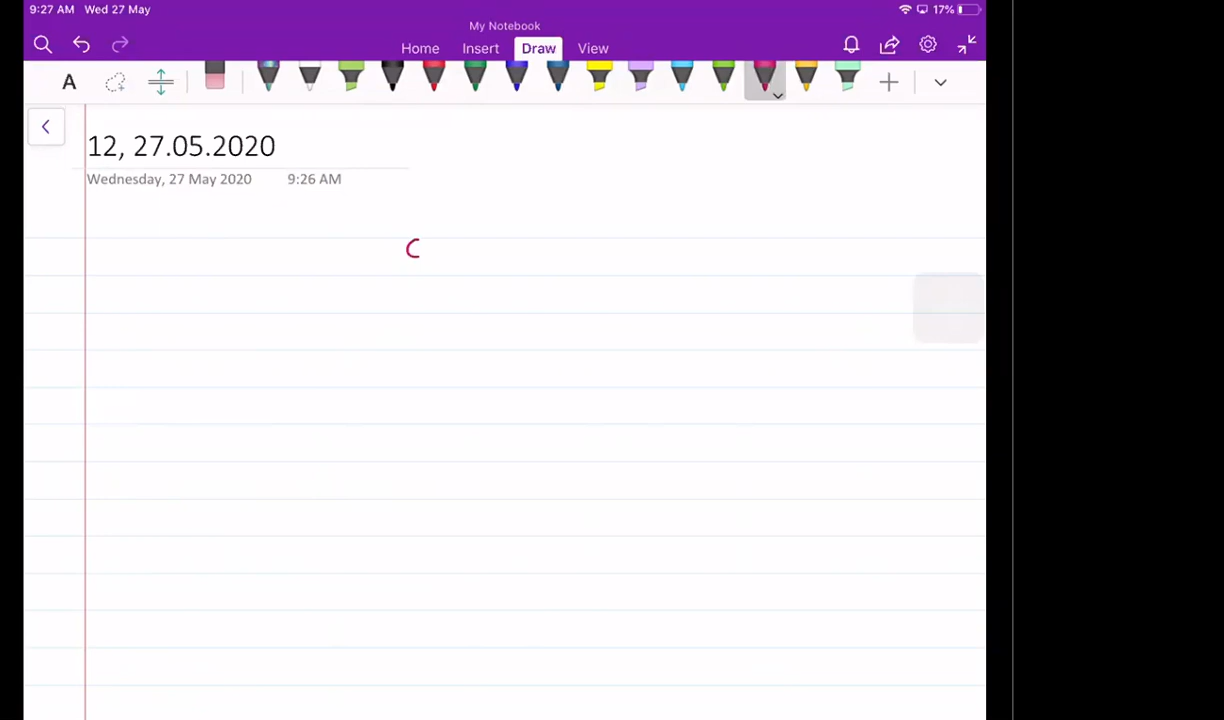 9:27 AM Wed 27 May
17%
My Notebook
Home Insert Draw View
A
12, 27.05.2020
Wednesday, 27 May 2020 9:26 AM
C